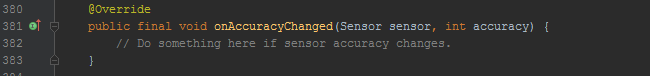 380 @Override
381 public final void onAccuracyChanged(Sensor sensor, int accuracy) {
382 // Do something here if sensor accuracy changes.
383 }